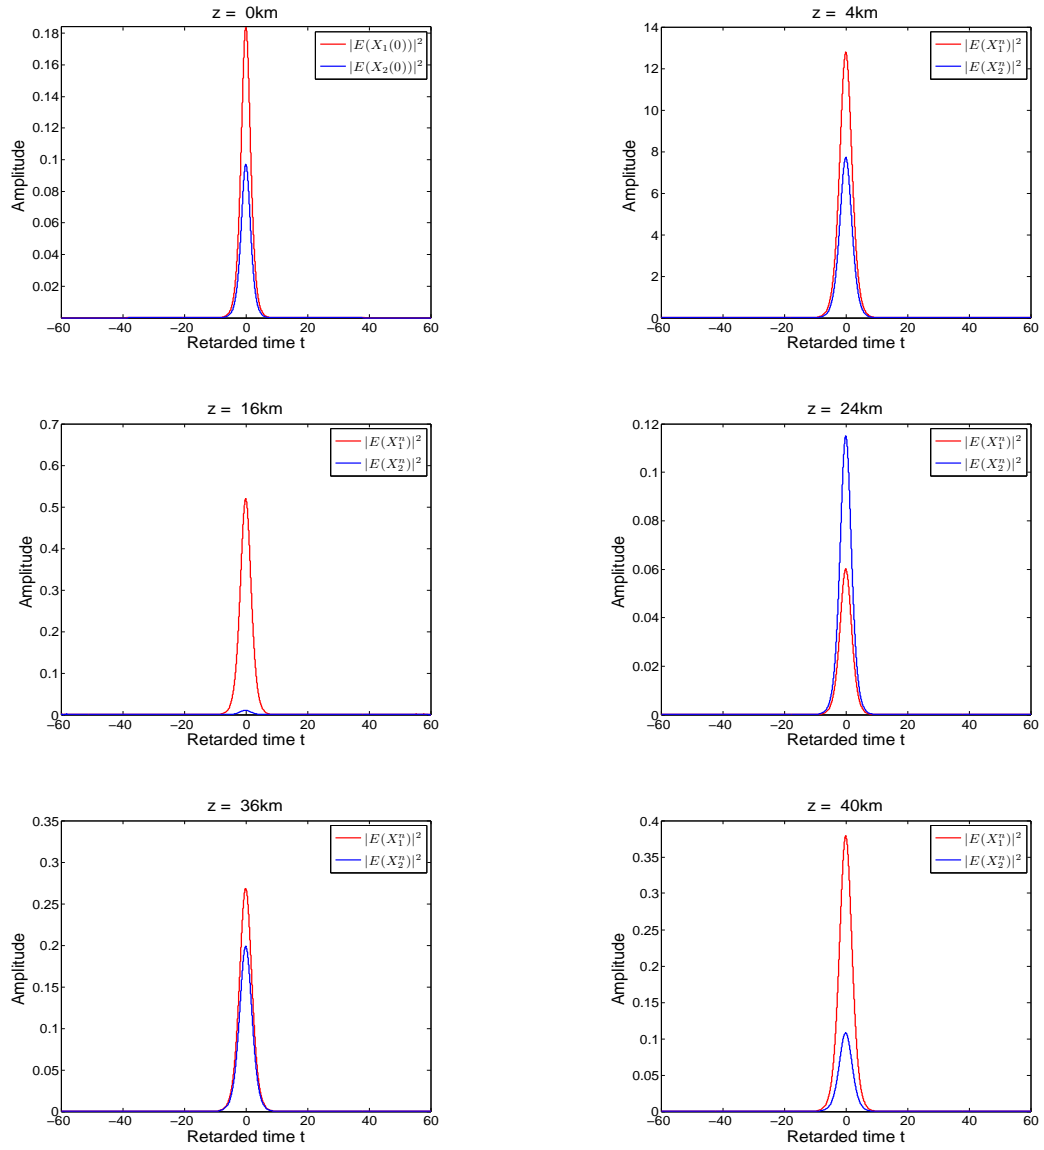 z = 0km
0.18
0.16
0.14
0.12
0.1
0.08
0.06
0.04
0.02
Amplitude
|E(X_1(0))|^2
|E(X_2(0))|^2
−60 −40 −20 0 20 40 60
Retarded time t
z = 4km
14
12
10
8
6
4
2
0
Amplitude
|E(X_1^n)|^2
|E(X_2^n)|^2
−60 −40 −20 0 20 40 60
Retarded time t
z = 16km
0.7
0.6
0.5
0.4
0.3
0.2
0.1
0
Amplitude
|E(X_1^n)|^2
|E(X_2^n)|^2
−60 −40 −20 0 20 40 60
Retarded time t
z = 24km
0.12
0.1
0.08
0.06
0.04
0.02
0
Amplitude
|E(X_1^n)|^2
|E(X_2^n)|^2
−60 −40 −20 0 20 40 60
Retarded time t
z = 36km
0.35
0.3
0.25
0.2
0.15
0.1
0.05
0
Amplitude
|E(X_1^n)|^2
|E(X_2^n)|^2
−60 −40 −20 0 20 40 60
Retarded time t
z = 40km
0.4
0.35
0.3
0.25
0.2
0.15
0.1
0.05
0
Amplitude
|E(X_1^n)|^2
|E(X_2^n)|^2
−60 −40 −20 0 20 40 60
Retarded time t